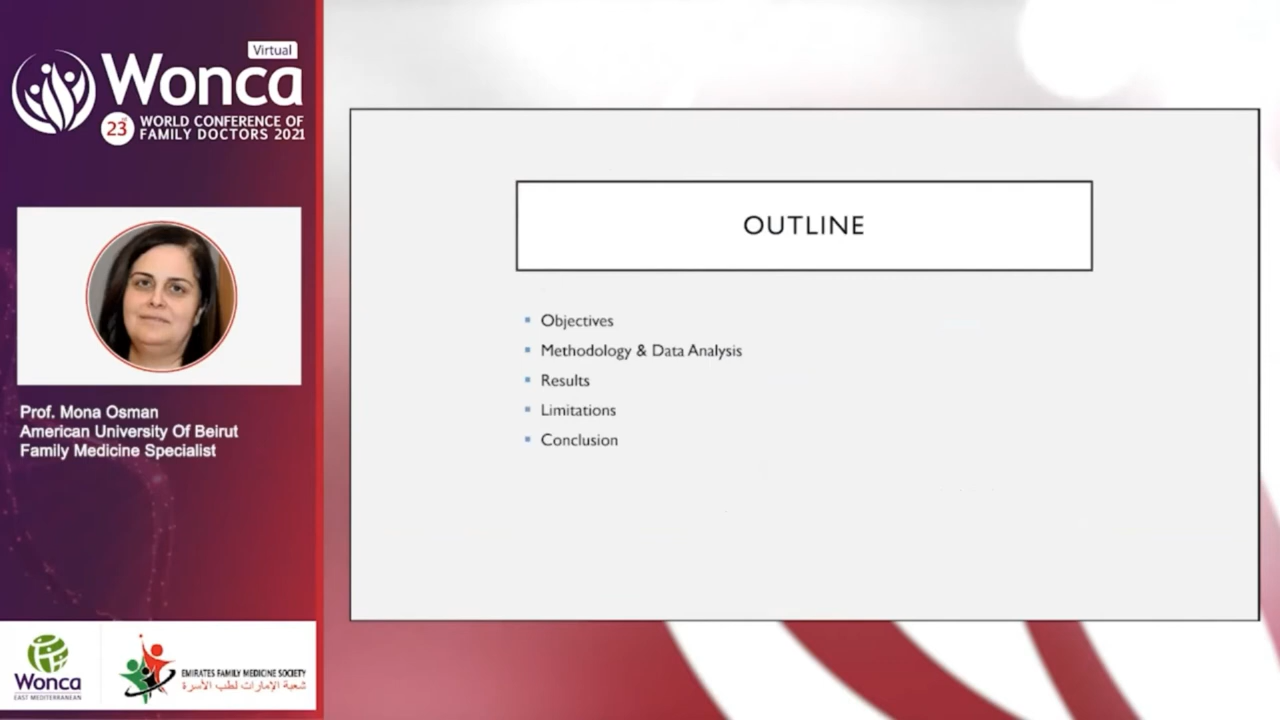 Virtual
Wonca
23rd WORLD CONFERENCE OF
FAMILY DOCTORS 2021
Prof. Mona Osman
American University Of Beirut
Family Medicine Specialist
Wonca
EAST MEDITERRANEAN
EMIRATES FAMILY MEDICINE SOCIETY
شعبة الإمارات لطب الأسرة
OUTLINE
Objectives
Methodology & Data Analysis
Results
Limitations
Conclusion